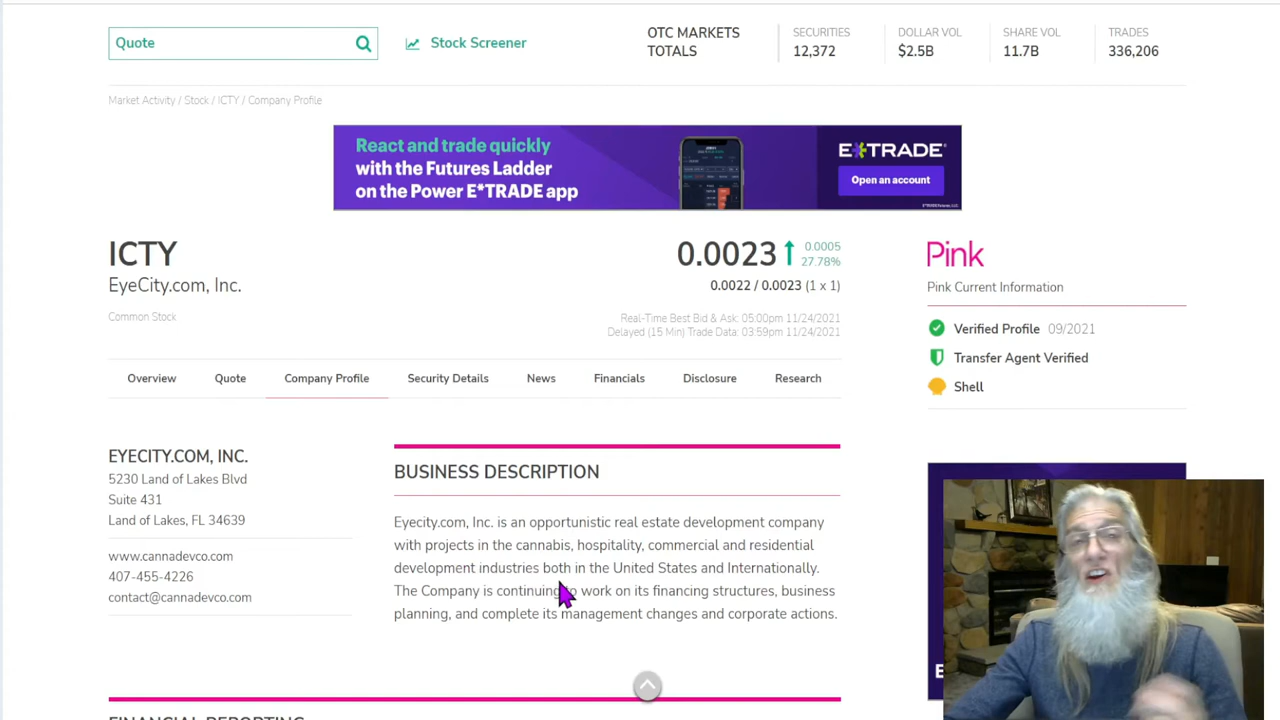 Quote
Stock Screener
OTC MARKETS
TOTALS
SECURITIES
12,372
DOLLAR VOL
$2.5B
SHARE VOL
11.7B
TRADES
336,206
Market Activity / Stock / ICTY / Company Profile
React and trade quickly
with the Futures Ladder
on the Power E*TRADE app
E*TRADE
Open an account
ICTY
EyeCity.com, Inc.
Common Stock
0.0023
0.0005
27.78%
0.0022 / 0.0023 (1 x 1)
Real-Time Best Bid & Ask: 05:00pm 11/24/2021
Delayed (15 Min) Trade Data: 03:59pm 11/24/2021
Pink
Pink Current Information
Verified Profile 09/2021
Transfer Agent Verified
Shell
Overview
Quote
Company Profile
Security Details
News
Financials
Disclosure
Research
EYECITY.COM, INC.
5230 Land of Lakes Blvd
Suite 431
Land of Lakes, FL 34639
www.cannadevco.com
407-455-4226
contact@cannadevco.com
BUSINESS DESCRIPTION
Eyecity.com, Inc. is an opportunistic real estate development company
with projects in the cannabis, hospitality, commercial and residential
development industries both in the United States and Internationally.
The Company is continuing to work on its financing structures, business
planning, and complete its management changes and corporate actions.
FINANCIAL REPORTING